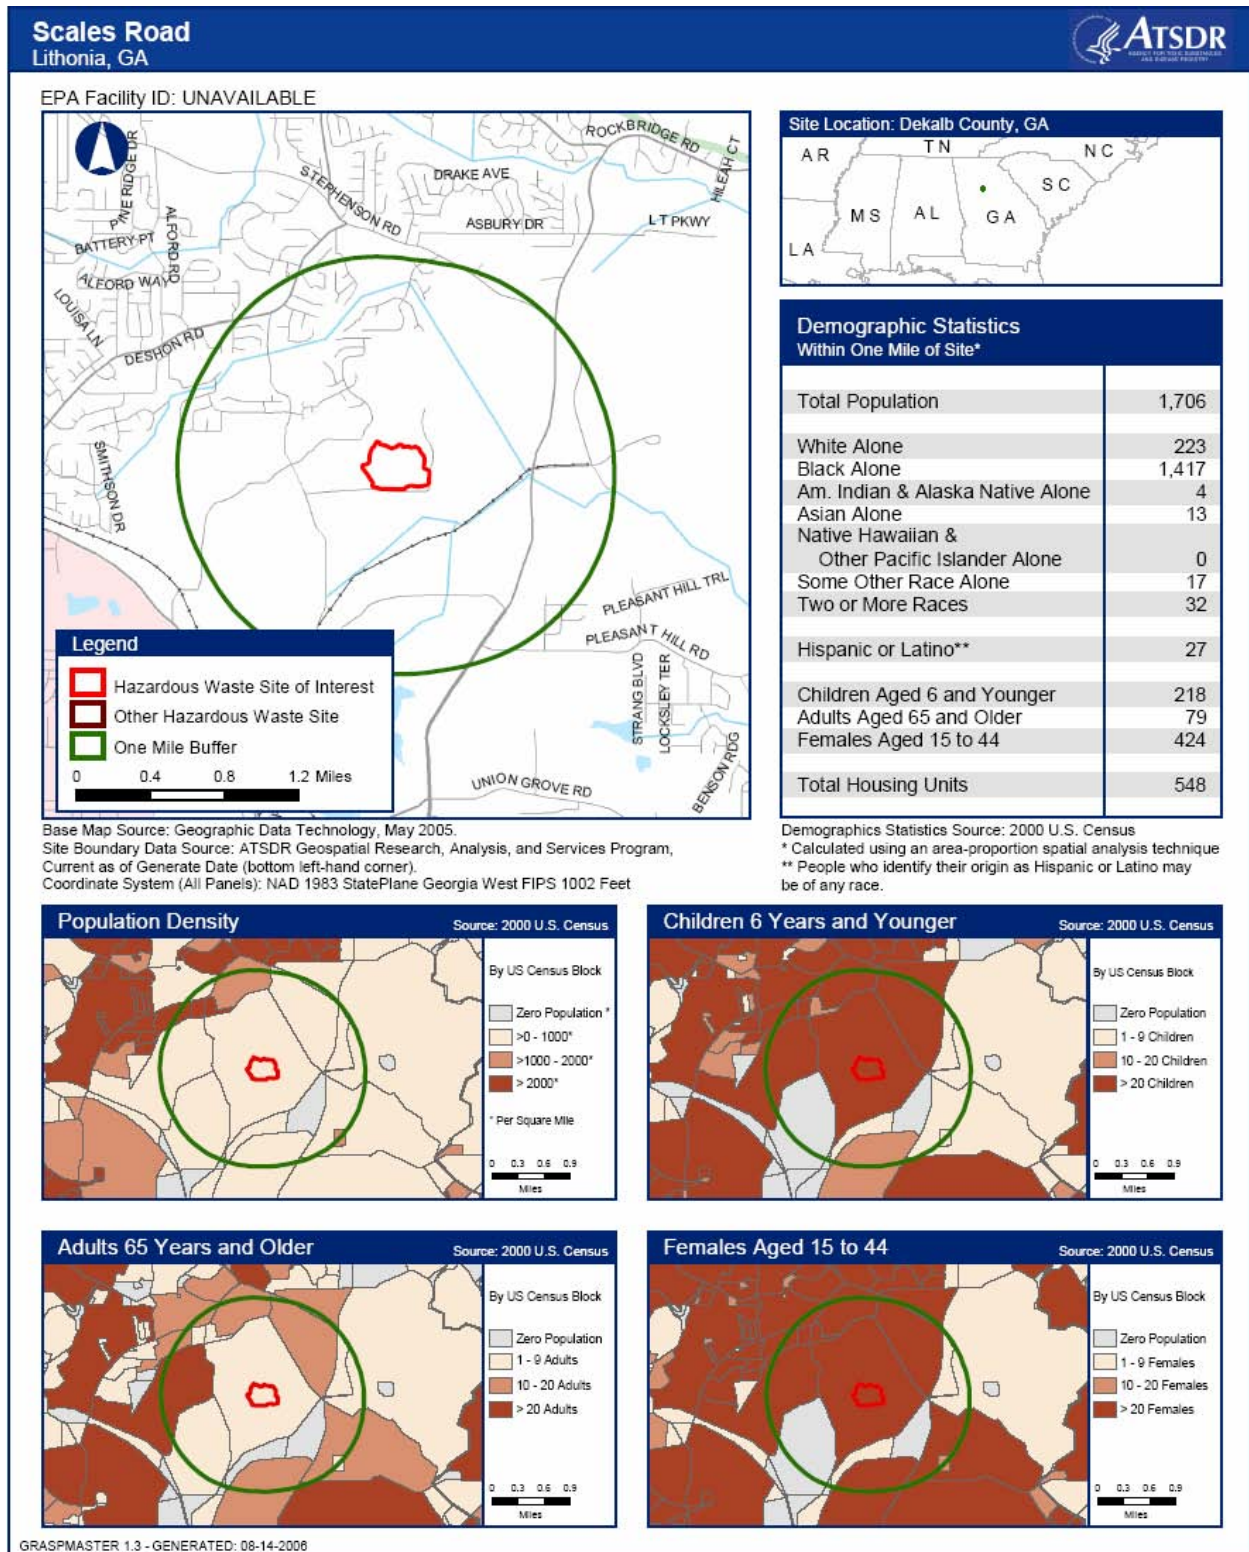 Scales Road
Lithonia, GA
ATSDR
AGENCY FOR TOXIC SUBSTANCES
AND DISEASE REGISTRY
EPA Facility ID: UNAVAILABLE
PINE RIDGE DR
BATTERY PT
ALFORD RD
ALFORD WAY
LOUISA LN
DESHON RD
SMITHSON DR
STEPHENSON RD
DRAKE AVE
ASBURY DR
ROCKBRIDGE RD
HILEAH CT
L T PKWY
PLEASANT HILL TRL
PLEASANT HILL RD
STRANG BLVD
LOCKSLEY TER
BENSON RDG
UNION GROVE RD
Legend
Hazardous Waste Site of Interest
Other Hazardous Waste Site
One Mile Buffer
0 0.4 0.8 1.2 Miles
Site Location: Dekalb County, GA
AR
TN
NC
SC
MS
AL
GA
LA
Demographic Statistics
Within One Mile of Site*
Total Population 1,706
White Alone 223
Black Alone 1,417
Am. Indian & Alaska Native Alone 4
Asian Alone 13
Native Hawaiian &
Other Pacific Islander Alone 0
Some Other Race Alone 17
Two or More Races 32
Hispanic or Latino** 27
Children Aged 6 and Younger 218
Adults Aged 65 and Older 79
Females Aged 15 to 44 424
Total Housing Units 548
Base Map Source: Geographic Data Technology, May 2005.
Site Boundary Data Source: ATSDR Geospatial Research, Analysis, and Services Program,
Current as of Generate Date (bottom left-hand corner).
Coordinate System (All Panels): NAD 1983 StatePlane Georgia West FIPS 1002 Feet
Demographics Statistics Source: 2000 U.S. Census
* Calculated using an area-proportion spatial analysis technique
** People who identify their origin as Hispanic or Latino may
be of any race.
Population Density Source: 2000 U.S. Census
By US Census Block
Zero Population *
>0 - 1000*
>1000 - 2000*
> 2000*
* Per Square Mile
0 0.3 0.6 0.9
Miles
Children 6 Years and Younger Source: 2000 U.S. Census
By US Census Block
Zero Population
1 - 9 Children
10 - 20 Children
> 20 Children
0 0.3 0.6 0.9
Miles
Adults 65 Years and Older Source: 2000 U.S. Census
By US Census Block
Zero Population
1 - 9 Adults
10 - 20 Adults
> 20 Adults
0 0.3 0.6 0.9
Miles
Females Aged 15 to 44 Source: 2000 U.S. Census
By US Census Block
Zero Population
1 - 9 Females
10 - 20 Females
> 20 Females
0 0.3 0.6 0.9
Miles
GRASPMASTER 1.3 - GENERATED: 08-14-2006